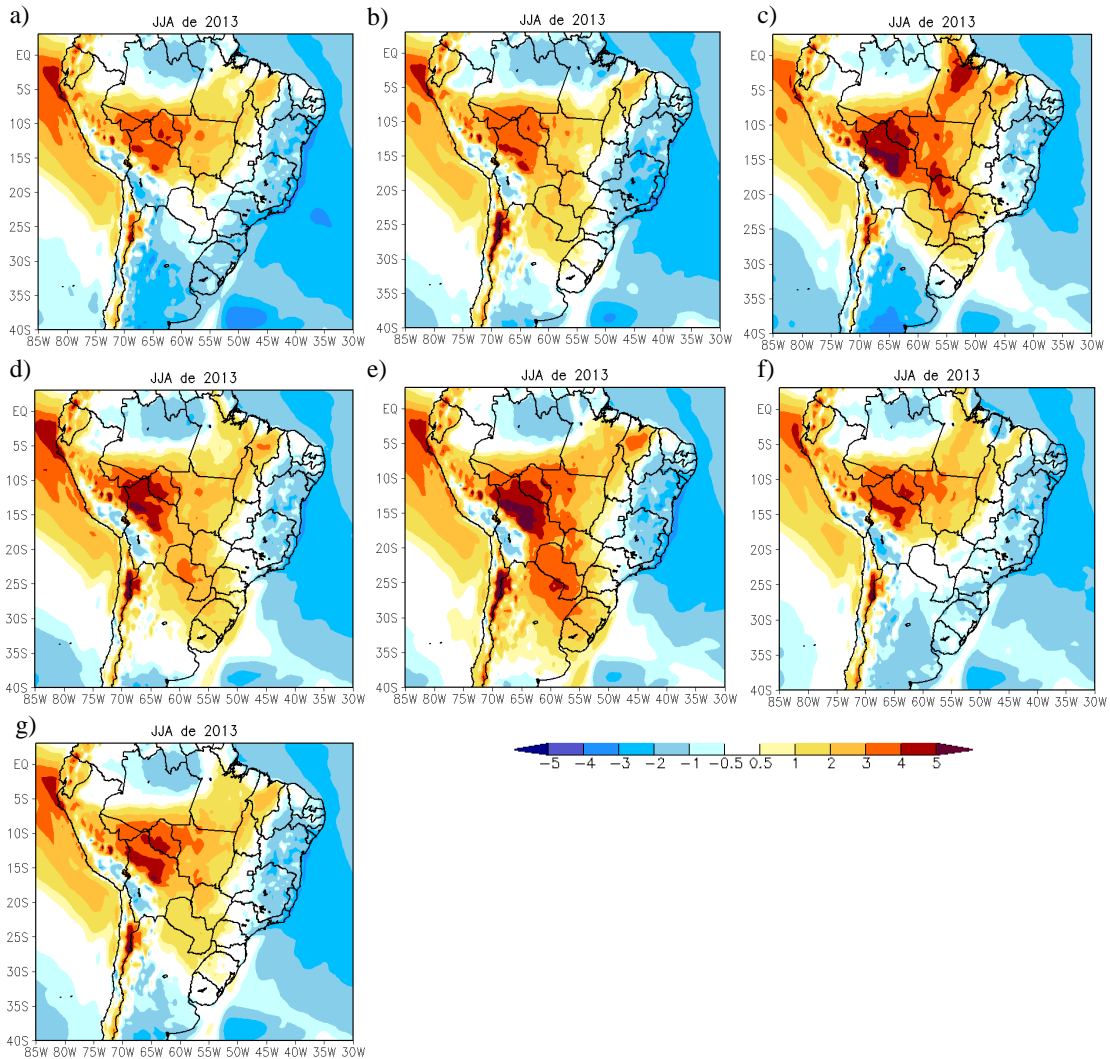 a) b) c)
JJA de 2013 JJA de 2013 JJA de 2013
EQ EQ EQ
5S 5S 5S
10S 10S 10S
15S 15S 15S
20S 20S 20S
25S 25S 25S
30S 30S 30S
35S 35S 35S
40S 40S 40S
85W 80W 75W 70W 65W 60W 55W 50W 45W 40W 35W 30W 85W 80W 75W 70W 65W 60W 55W 50W 45W 40W 35W 30W 85W 80W 75W 70W 65W 60W 55W 50W 45W 40W 35W 30W
d) e) f)
JJA de 2013 JJA de 2013 JJA de 2013
EQ EQ EQ
5S 5S 5S
10S 10S 10S
15S 15S 15S
20S 20S 20S
25S 25S 25S
30S 30S 30S
35S 35S 35S
40S 40S 40S
85W 80W 75W 70W 65W 60W 55W 50W 45W 40W 35W 30W 85W 80W 75W 70W 65W 60W 55W 50W 45W 40W 35W 30W 85W 80W 75W 70W 65W 60W 55W 50W 45W 40W 35W 30W
g)
JJA de 2013
EQ
5S
10S
15S
20S
25S
30S
35S
40S
85W 80W 75W 70W 65W 60W 55W 50W 45W 40W 35W 30W
-5 -4 -3 -2 -1 -0.5 0.5 1 2 3 4 5